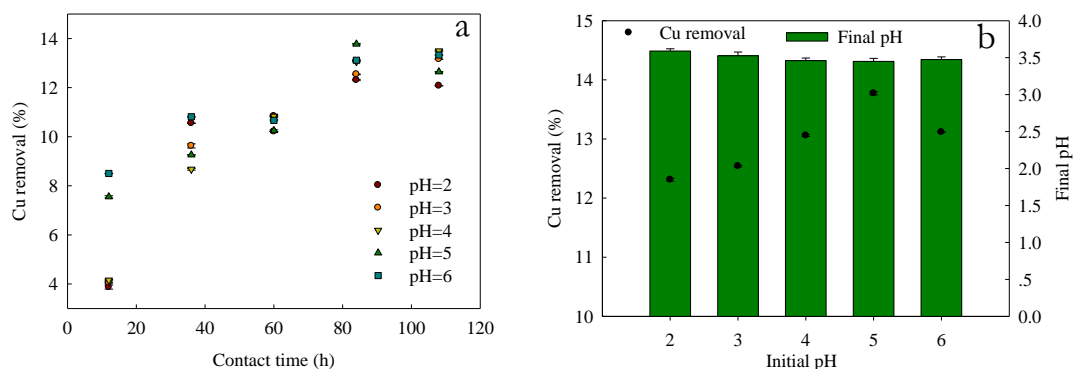 a
Cu removal (%)
14
12
10
8
6
4
0 20 40 60 80 100 120
Contact time (h)
pH=2
pH=3
pH=4
pH=5
pH=6
b
Cu removal
Final pH
Cu removal (%)
15
14
13
12
11
10
2 3 4 5 6
Initial pH
4.0
3.5
3.0
2.5
2.0
1.5
1.0
.5
0.0
Final pH